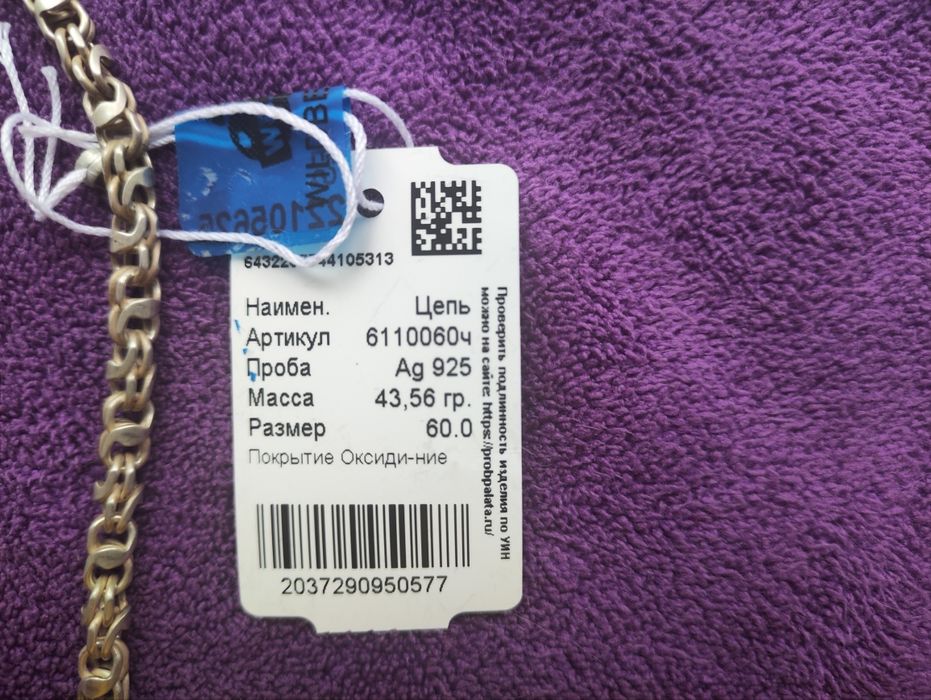 Наимен. Цепь
Артикул 6110060ч
Проба Ag 925
Масса 43,56 гр.
Размер 60.0
Покрытие Оксиди-ние
2037290950577
Проверить подлинность изделия по УИН
можно на сайте: https://probpalata.ru/